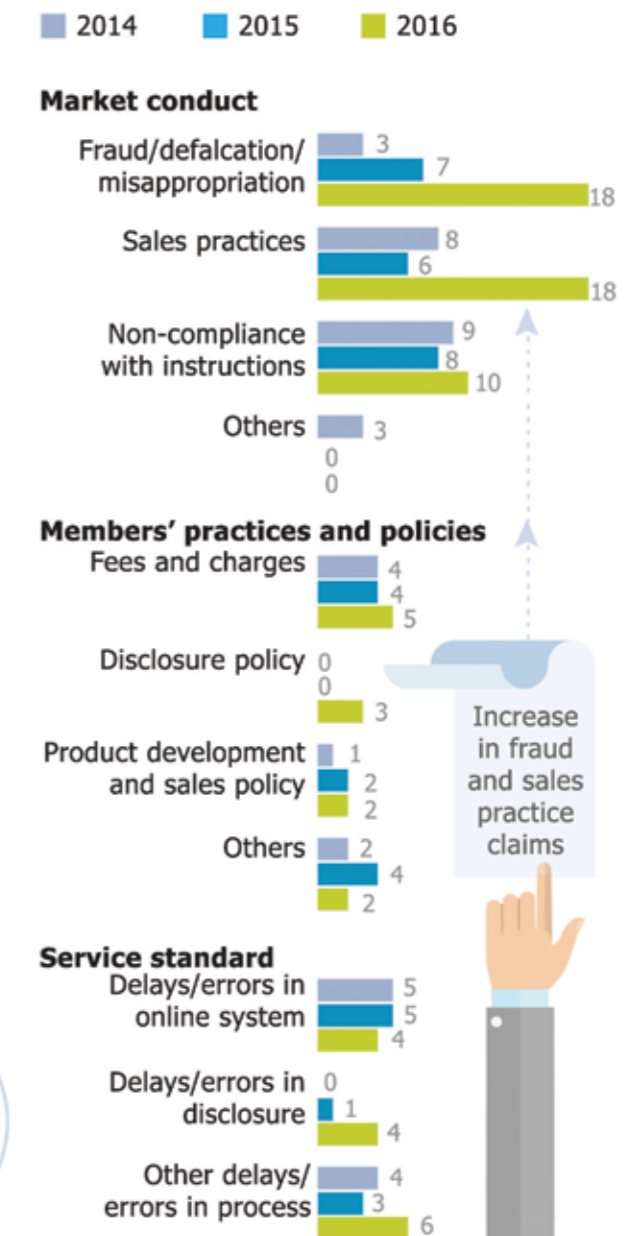 2014 2015 2016
Market conduct
Fraud/defalcation/
misappropriation
3
7
18
Sales practices
8
6
18
Non-compliance
with instructions
9
8
10
Others
3
0
0
Members’ practices and policies
Fees and charges
4
4
5
Disclosure policy
0
0
3
Product development
and sales policy
1
2
2
Others
2
4
2
Increase
in fraud
and sales
practice
claims
Service standard
Delays/errors in
online system
5
5
4
Delays/errors in
disclosure
0
1
4
Other delays/
errors in process
4
3
6